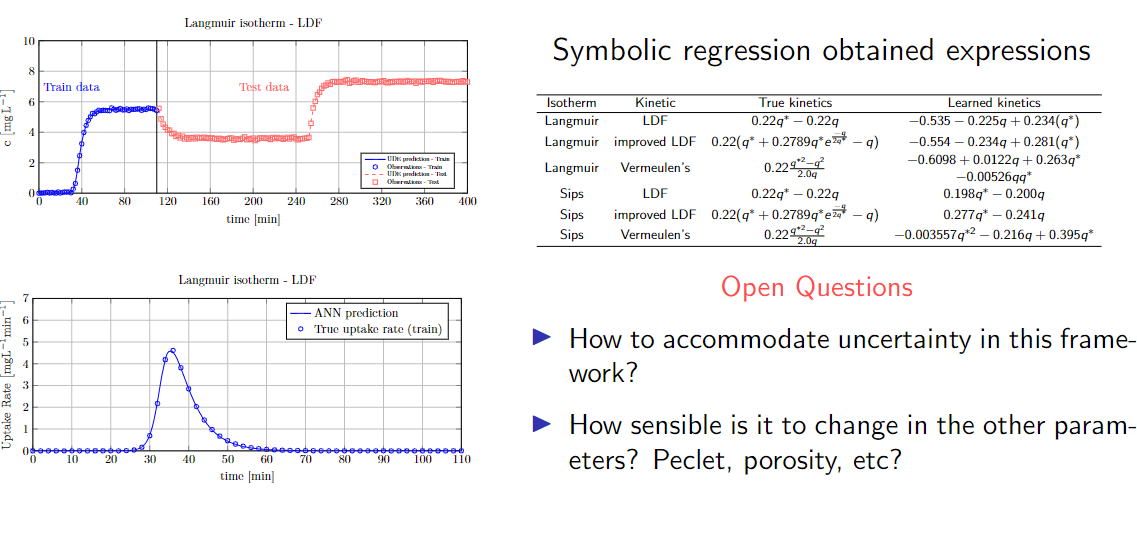 Langmuir isotherm - LDF
10
8
6
4
2
0
c [mg L⁻¹]
Train data
Test data
UDE prediction - Train
Observations - Train
UDE prediction - Test
Observations - Test
0 40 80 120 160 200 240 280 320 360 400
time [min]
Langmuir isotherm - LDF
7
6
5
4
3
2
1
0
Uptake Rate [mgL⁻¹min⁻¹]
ANN prediction
True uptake rate (train)
0 10 20 30 40 50 60 70 80 90 100 110
time [min]
Symbolic regression obtained expressions
Isotherm Kinetic True kinetics Learned kinetics
Langmuir LDF 0.22q* − 0.22q −0.535 − 0.225q + 0.234(q*)
Langmuir improved LDF 0.22(q* + 0.2789q*e^{\frac{-q}{2q*}} − q) −0.554 − 0.234q + 0.281(q*)
Langmuir Vermeulen's 0.22\frac{q*²−q²}{2.0q} −0.6098 + 0.0122q + 0.263q*
−0.00526qq*
Sips LDF 0.22q* − 0.22q 0.198q* − 0.200q
Sips improved LDF 0.22(q* + 0.2789q*e^{\frac{-q}{2q*}} − q) 0.277q* − 0.241q
Sips Vermeulen's 0.22\frac{q*²−q²}{2.0q} −0.003557q*² − 0.216q + 0.395q*
Open Questions
How to accommodate uncertainty in this frame-
work?
How sensible is it to change in the other param-
eters? Peclet, porosity, etc?